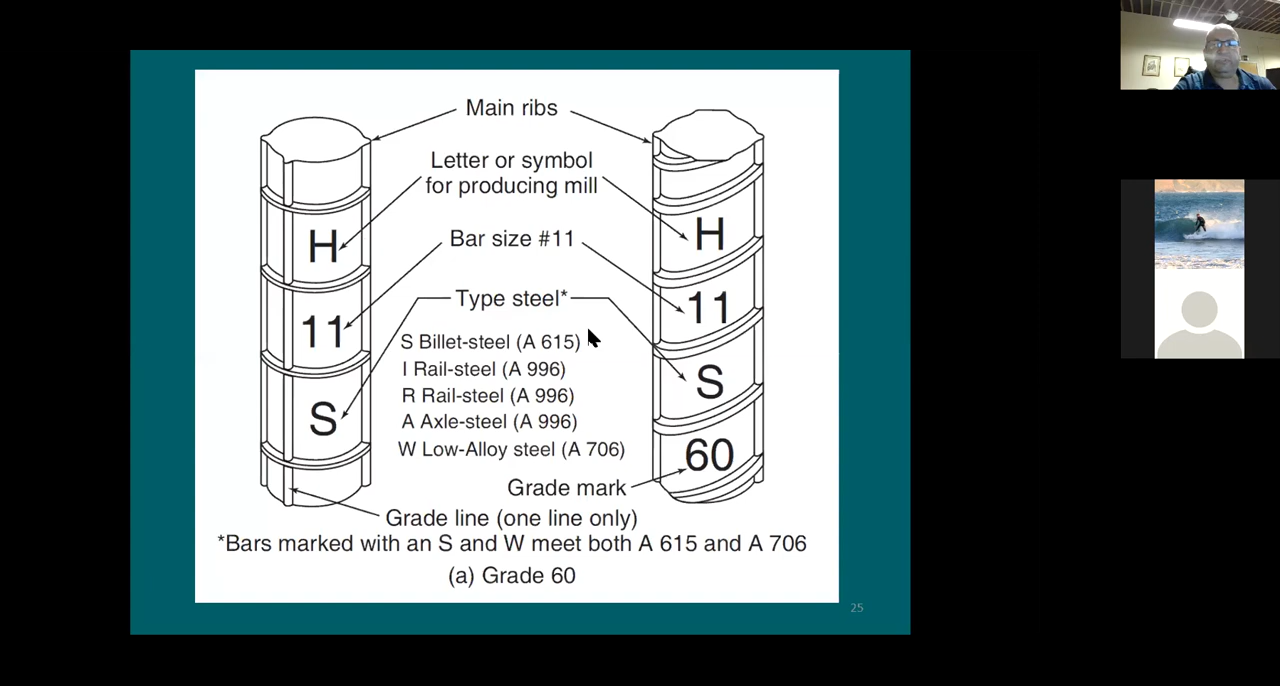 Main ribs
Letter or symbol
for producing mill
H
H
Bar size #11
11
11
Type steel*
S Billet-steel (A 615)
I Rail-steel (A 996)
R Rail-steel (A 996)
A Axle-steel (A 996)
W Low-Alloy steel (A 706)
S
S
60
Grade mark
Grade line (one line only)
*Bars marked with an S and W meet both A 615 and A 706
(a) Grade 60
25